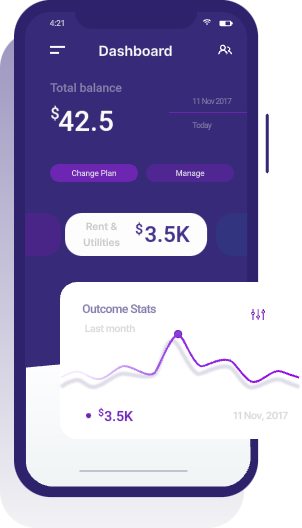 4:21
Dashboard
Total balance
$42.5
11 Nov 2017
Today
Change Plan
Manage
Rent &
Utilities
$3.5K
Outcome Stats
Last month
$3.5K
11 Nov, 2017